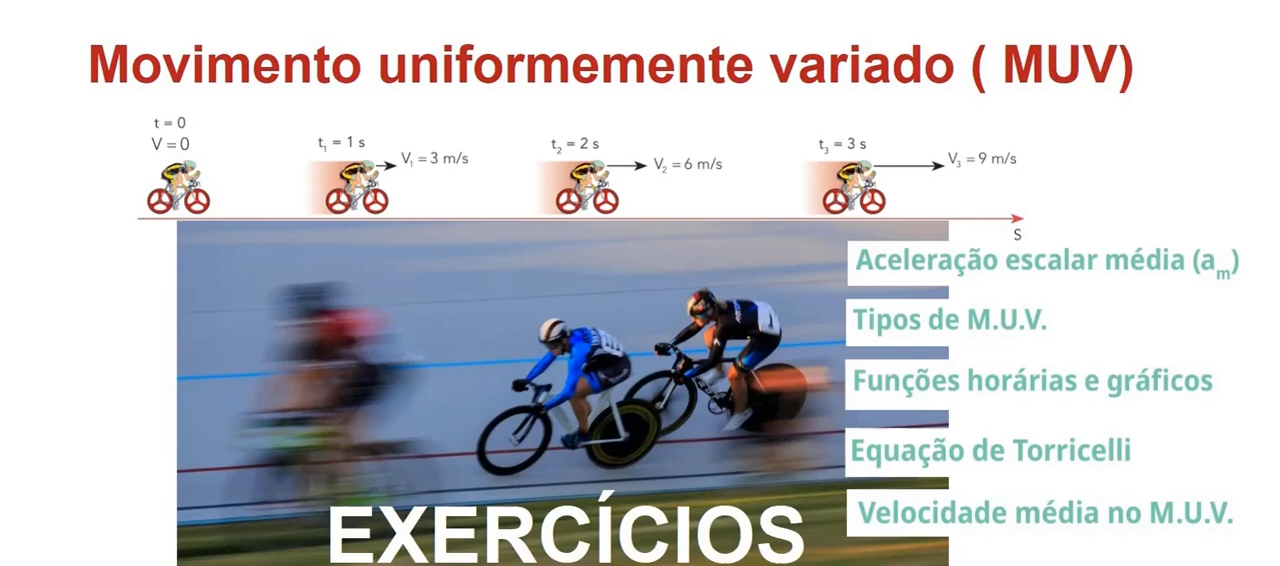 Movimento uniformemente variado ( MUV)
t = 0
V = 0
t₁ = 1 s
V₁ = 3 m/s
t₂ = 2 s
V₂ = 6 m/s
t₃ = 3 s
V₃ = 9 m/s
S
Aceleração escalar média (aₘ)
Tipos de M.U.V.
Funções horárias e gráficos
Equação de Torricelli
Velocidade média no M.U.V.
EXERCÍCIOS